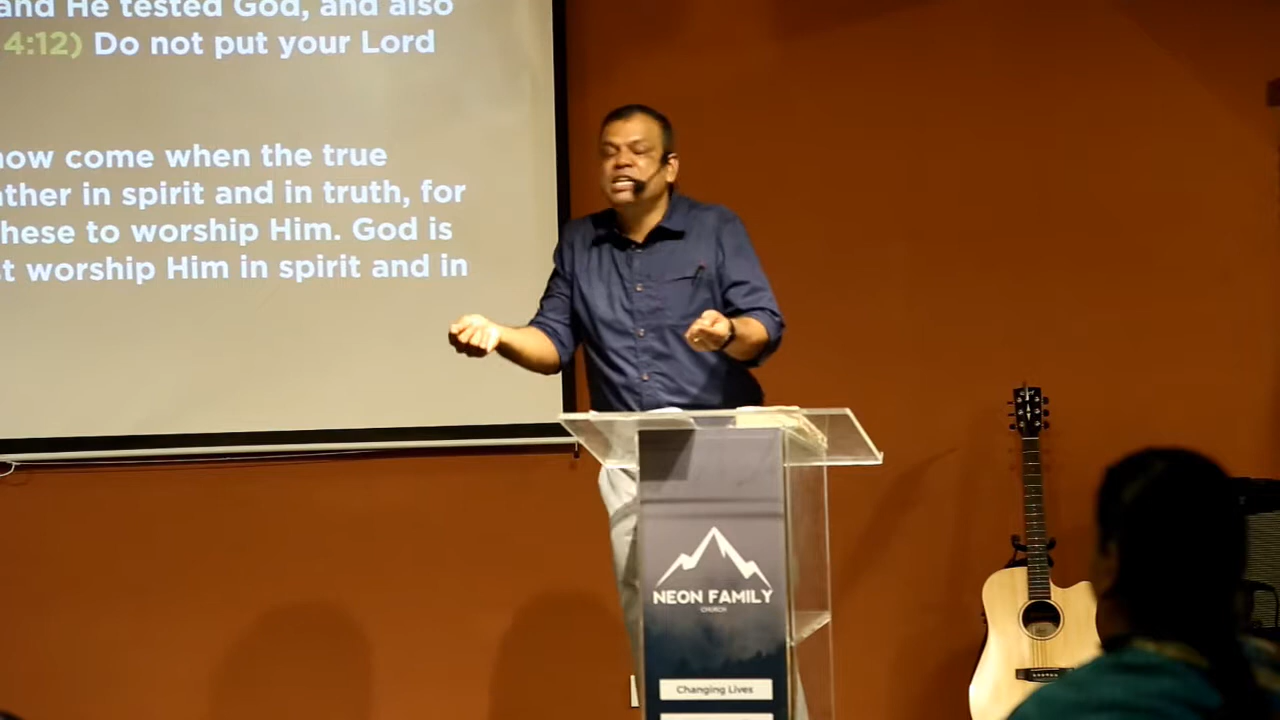 and He tested God, and also
4:12) Do not put your Lord
now come when the true
ather in spirit and in truth, for
hese to worship Him. God is
st worship Him in spirit and in
NEON FAMILY
CHURCH
Changing Lives